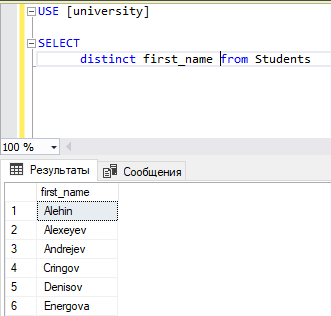 USE [university]
SELECT
distinct first_name from Students
100 %
Результаты Сообщения
first_name
1 Alehin
2 Alexeyev
3 Andrejev
4 Cringov
5 Denisov
6 Energova